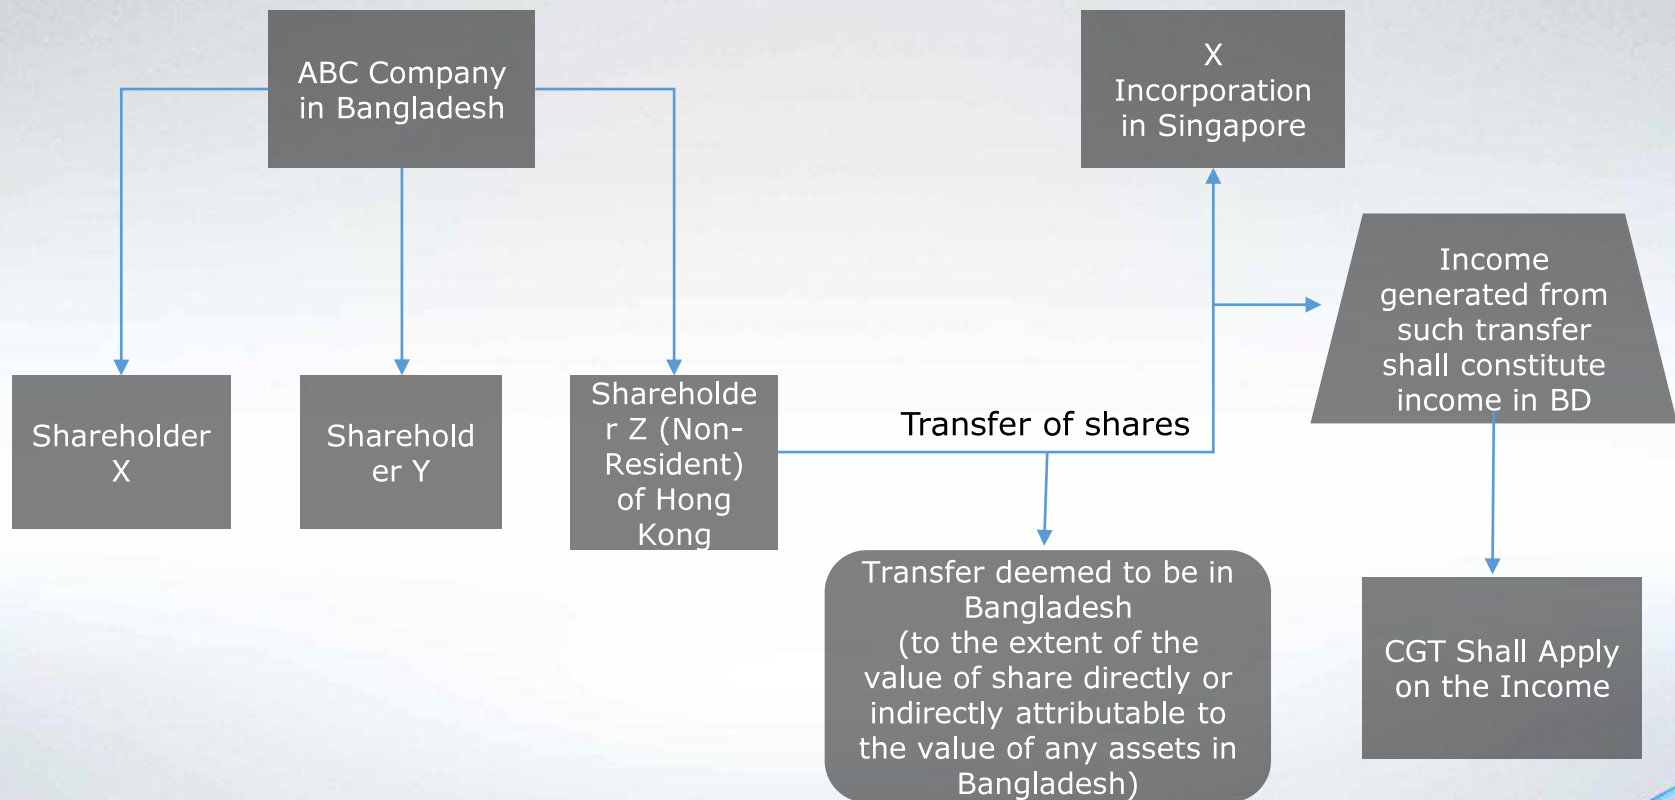 ABC Company
in Bangladesh
X
Incorporation
in Singapore
Income
generated from
such transfer
shall constitute
income in BD
Shareholder
X
Sharehold
er Y
Shareholde
r Z (Non-
Resident)
of Hong
Kong
Transfer of shares
Transfer deemed to be in
Bangladesh
(to the extent of the
value of share directly or
indirectly attributable to
the value of any assets in
Bangladesh)
CGT Shall Apply
on the Income